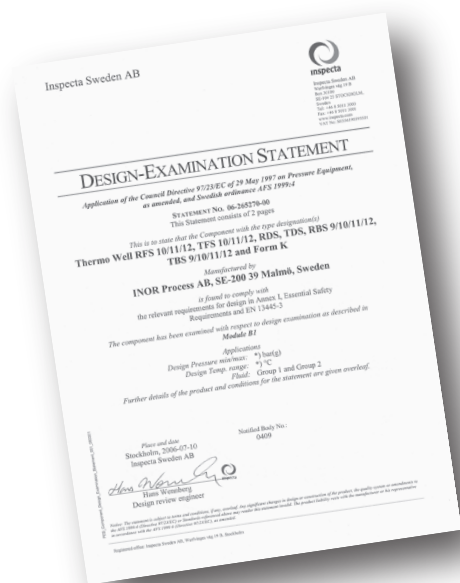 Inspecta Sweden AB
inspecta
Inspecta Sweden AB
Sweden
www.inspecta.com
DESIGN-EXAMINATION STATEMENT
Application of the Council Directive 97/23/EC of 29 May 1997 on Pressure Equipment,
as amended, and Swedish ordinance AFS 1999:4
STATEMENT NO. 06-265270-00
This Statement consists of 2 pages
This is to state that the Component with the type designation(s)
Thermo Well RFS 10/11/12, TFS 10/11/12, RDS, TDS, RBS 9/10/11/12,
TBS 9/10/11/12 and Form K
Manufactured by
INOR Process AB, SE-200 39 Malmö, Sweden
is found to comply with
the relevant requirements for design in Annex I, Essential Safety
Requirements and EN 13445-3
The component has been examined with respect to design examination as described in
Module B1
Applications
Design Pressure min/max: *) bar(g)
Design Temp. range: *) °C
Fluid: Group 1 and Group 2
Further details of the product and conditions for the statement are given overleaf.
Place and date
Stockholm, 2006-07-10
Inspecta Sweden AB
Notified Body No:
0409
Hans Wennberg
Design review engineer